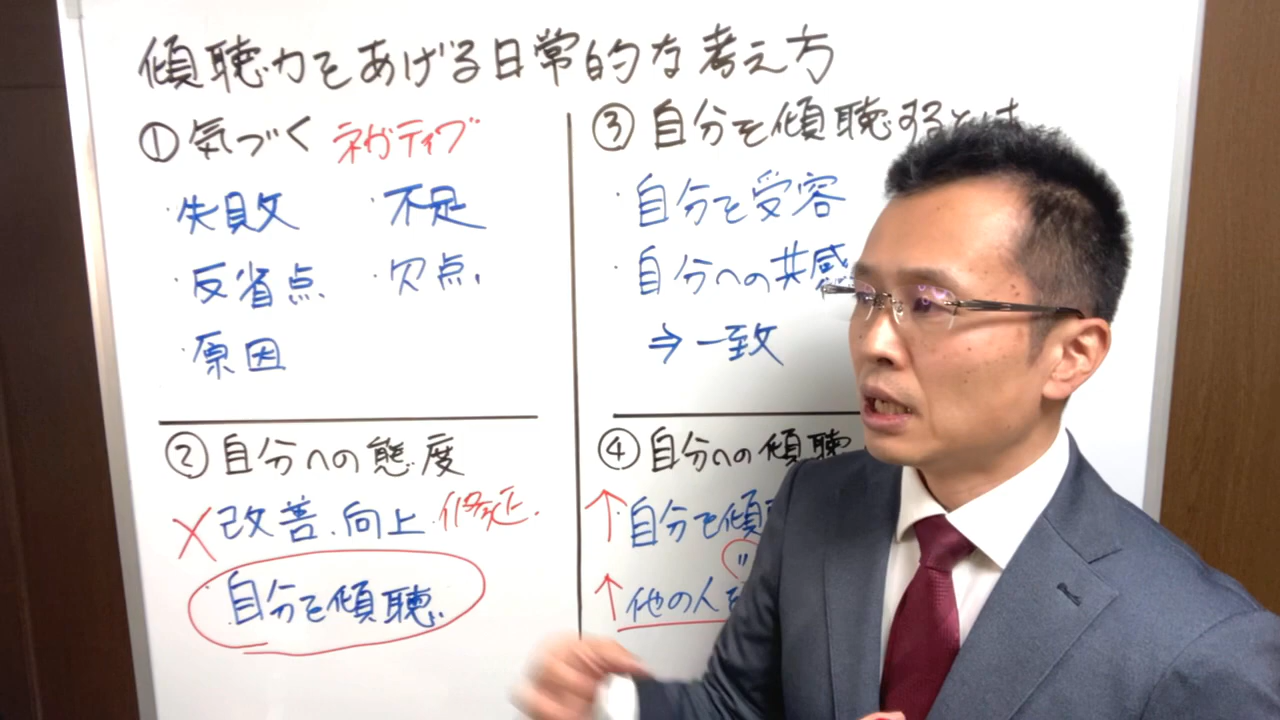 傾聴力をあげる日常的な考え方
①気づく ネガティブ
・失敗 ・不足
・反省点 ・欠点.
・原因
②自分への態度
×改善.向上 修正.
自分を傾聴.
③自分を傾聴するとは
・自分を受容
・自分への共感
⇒一致
④自分への傾聴
↑自分を傾
〃
↑他の人を